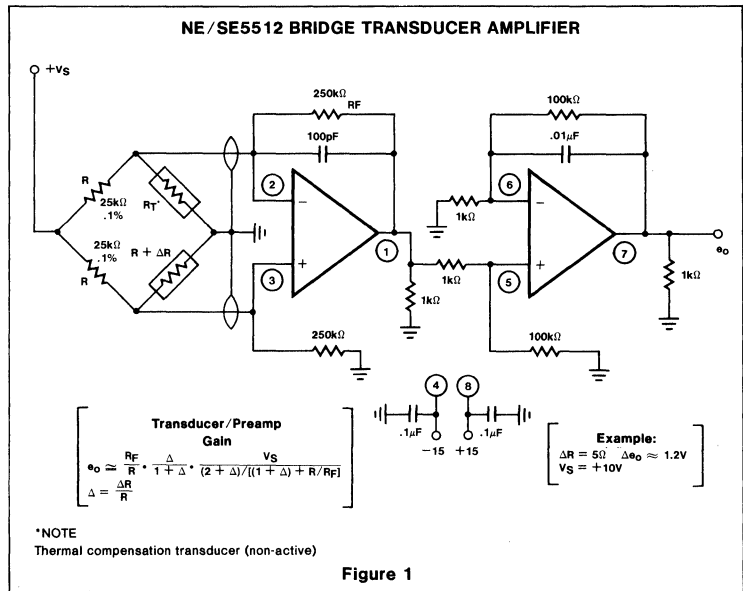 NE/SE5512 BRIDGE TRANSDUCER AMPLIFIER
+VS
250kΩ
RF
100pF
100kΩ
.01μF
R
25kΩ
.1%
RT*
25kΩ
.1%
R
R + ΔR
2
−
+
3
1
1kΩ
1kΩ
1kΩ
6
−
+
5
7
eo
1kΩ
250kΩ
100kΩ
4
8
.1μF
.1μF
−15
+15
Transducer/Preamp
Gain
eo ≃ RF/R • Δ/1 + Δ • VS/(2 + Δ)/[(1 + Δ) + R/RF]
Δ = ΔR/R
Example:
ΔR = 5Ω Δeo ≈ 1.2V
VS = +10V
*NOTE
Thermal compensation transducer (non-active)
Figure 1